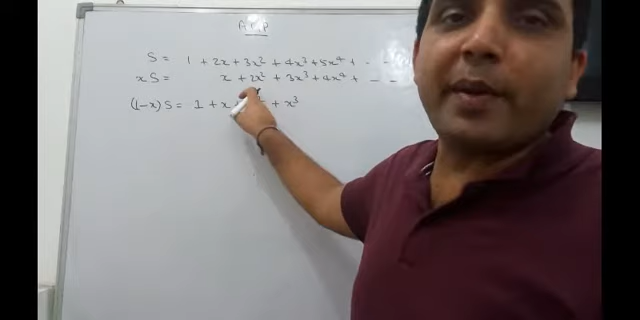 A G P
S = 1 + 2x + 3x² + 4x³ + 5x⁴ + - - -
xS = x + 2x² + 3x³ + 4x⁴ + - -
(1-x) S = 1 + x + x³